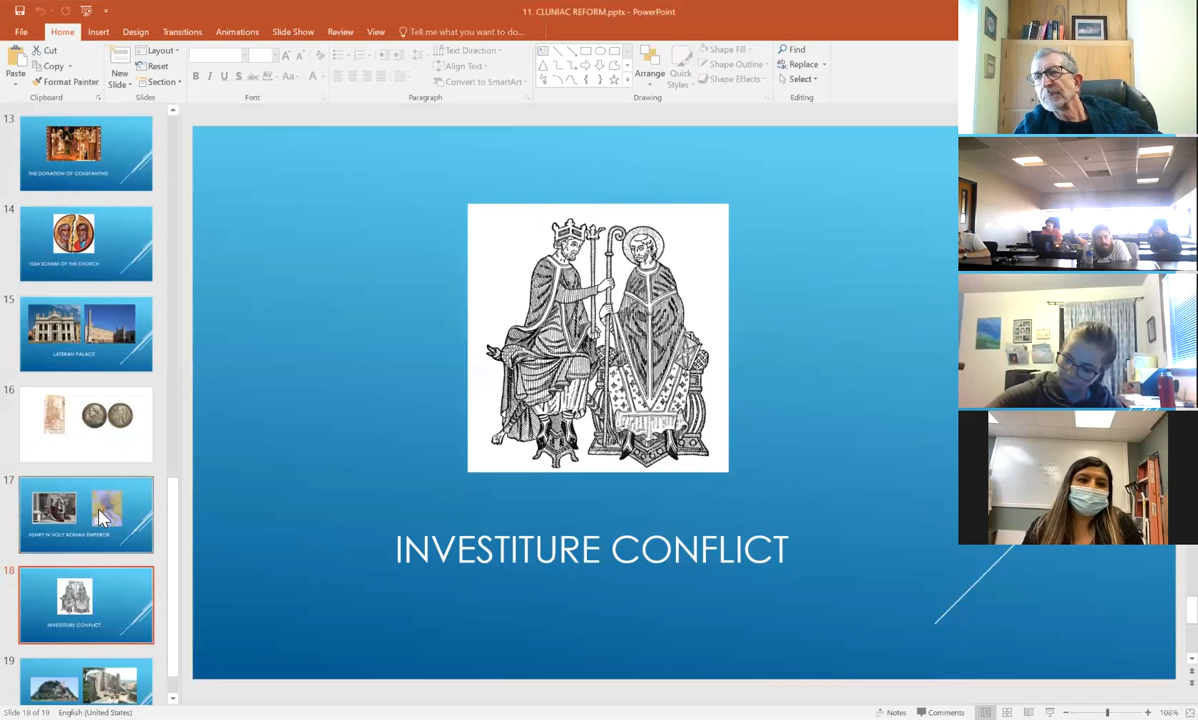 11. CLUNIAC REFORM.pptx - PowerPoint
File Home Insert Design Transitions Animations Slide Show Review View Tell me what you want to do...
Cut
Copy
Format Painter
Paste
Clipboard
New
Slide
Layout
Reset
Section
Slides
B I U S abc AV Aa A
Font
Text Direction
Align Text
Convert to SmartArt
Paragraph
Arrange
Quick
Styles
Shape Fill
Shape Outline
Shape Effects
Drawing
Find
Replace
Select
Editing
13
THE DONATION OF CONSTANTINE
14
1054 SCHISM OF THE CHURCH
15
LATERAN PALACE
16
17
HENRY IV HOLY ROMAN EMPEROR
18
INVESTITURE CONFLICT
19
INVESTITURE CONFLICT
Slide 18 of 19 English (United States)
Notes Comments 108%